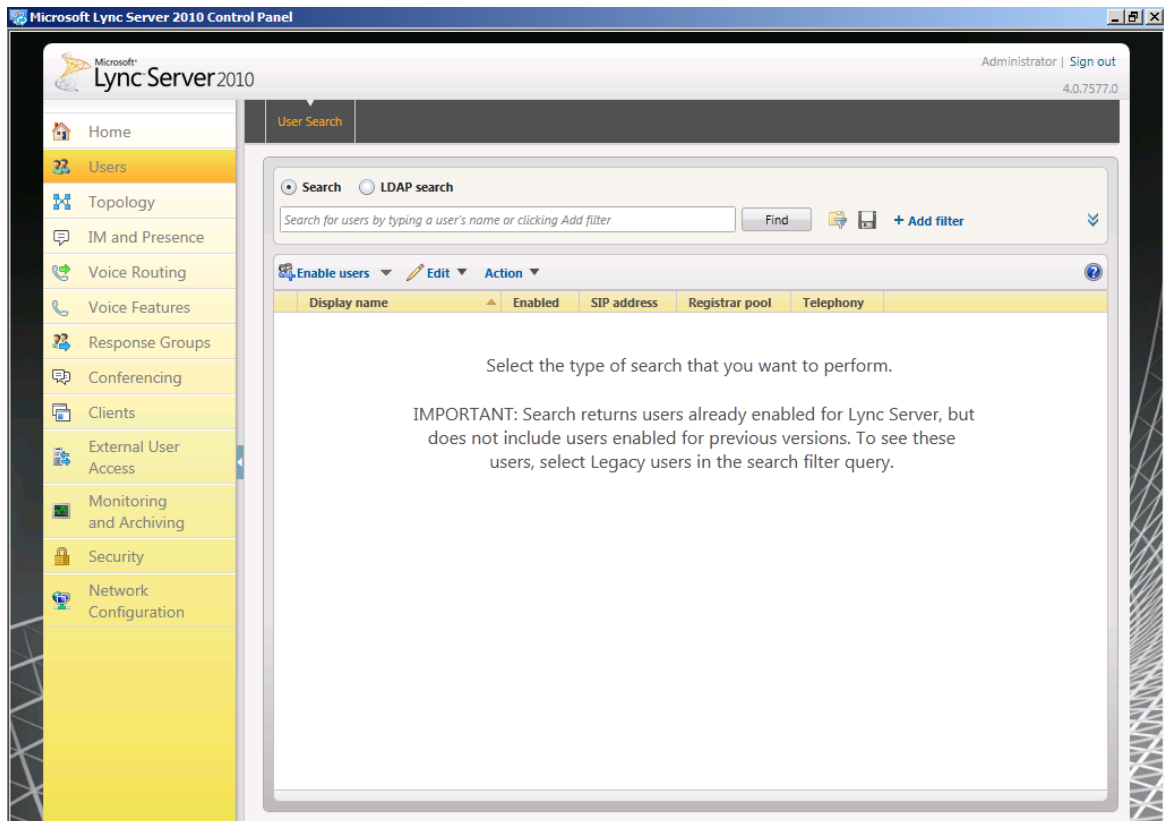 Microsoft Lync Server 2010 Control Panel
Microsoft®
Lync Server 2010
Administrator | Sign out
4.0.7577.0
Home
Users
Topology
IM and Presence
Voice Routing
Voice Features
Response Groups
Conferencing
Clients
External User
Access
Monitoring
and Archiving
Security
Network
Configuration
User Search
Search LDAP search
Search for users by typing a user's name or clicking Add filter Find + Add filter
Enable users Edit Action
Display name Enabled SIP address Registrar pool Telephony
Select the type of search that you want to perform.
IMPORTANT: Search returns users already enabled for Lync Server, but
does not include users enabled for previous versions. To see these
users, select Legacy users in the search filter query.